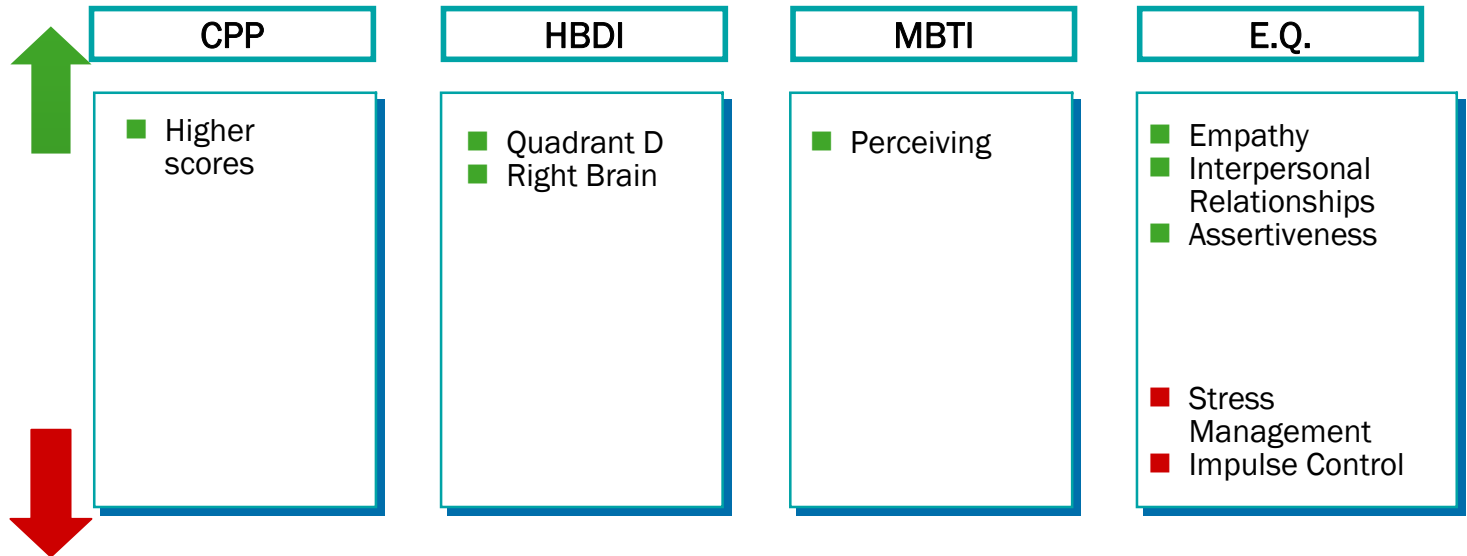 CPP
HBDI
MBTI
E.Q.
Higher
scores
Quadrant D
Right Brain
Perceiving
Empathy
Interpersonal
Relationships
Assertiveness
Stress
Management
Impulse Control